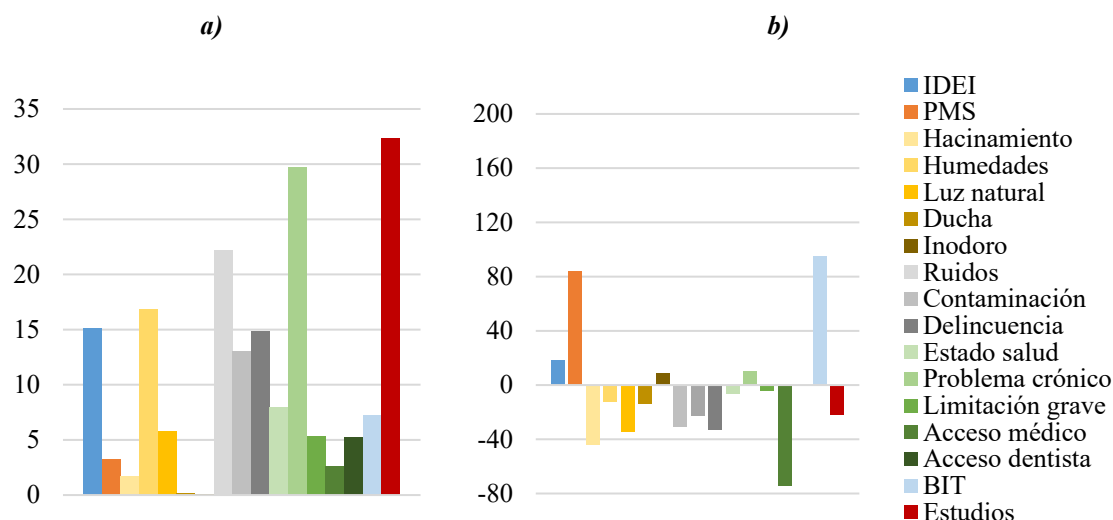 a)
b)
35
30
25
20
15
10
5
0
200
160
120
80
40
0
-40
-80
IDEI
PMS
Hacinamiento
Humedades
Luz natural
Ducha
Inodoro
Ruidos
Contaminación
Delincuencia
Estado salud
Problema crónico
Limitación grave
Acceso médico
Acceso dentista
BIT
Estudios